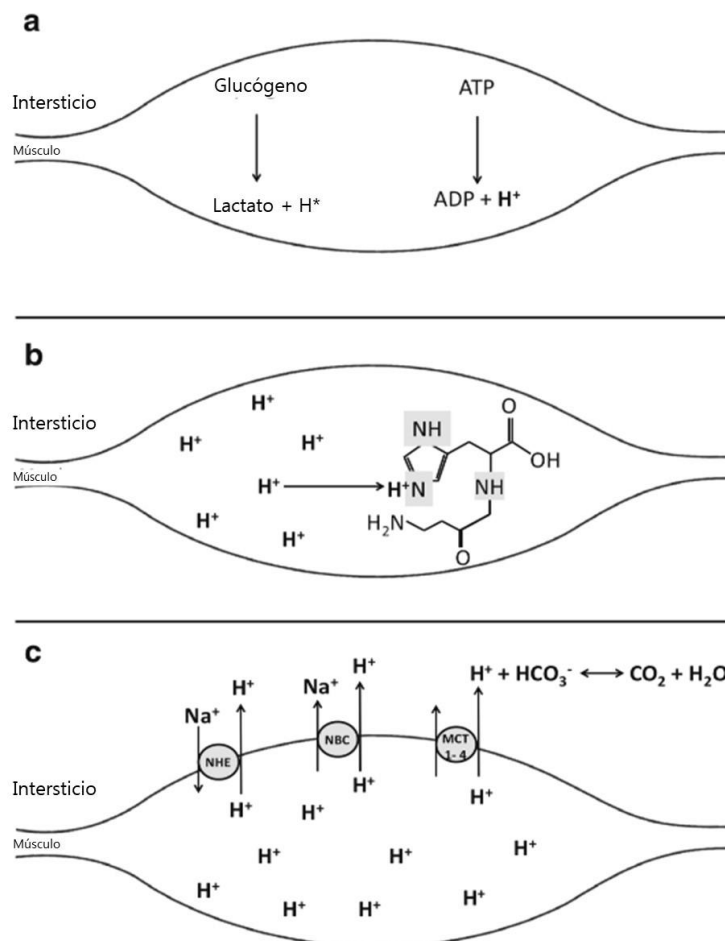 a
Glucógeno
ATP
Intersticio
Músculo
Lactato + H*
ADP + H⁺
b
Intersticio
H⁺
H⁺
H⁺
NH
O
OH
Músculo
H⁺
H⁺N
NH
H⁺
H₂N
H⁺
O
c
H⁺
H⁺ + HCO₃⁻ ⟷ CO₂ + H₂O
Na⁺
H⁺
Na⁺
NHE
NBC
MCT
1- 4
Intersticio
H⁺
H⁺
H⁺
H⁺
Músculo
H⁺
H⁺
H⁺
H⁺
H⁺
H⁺
H⁺